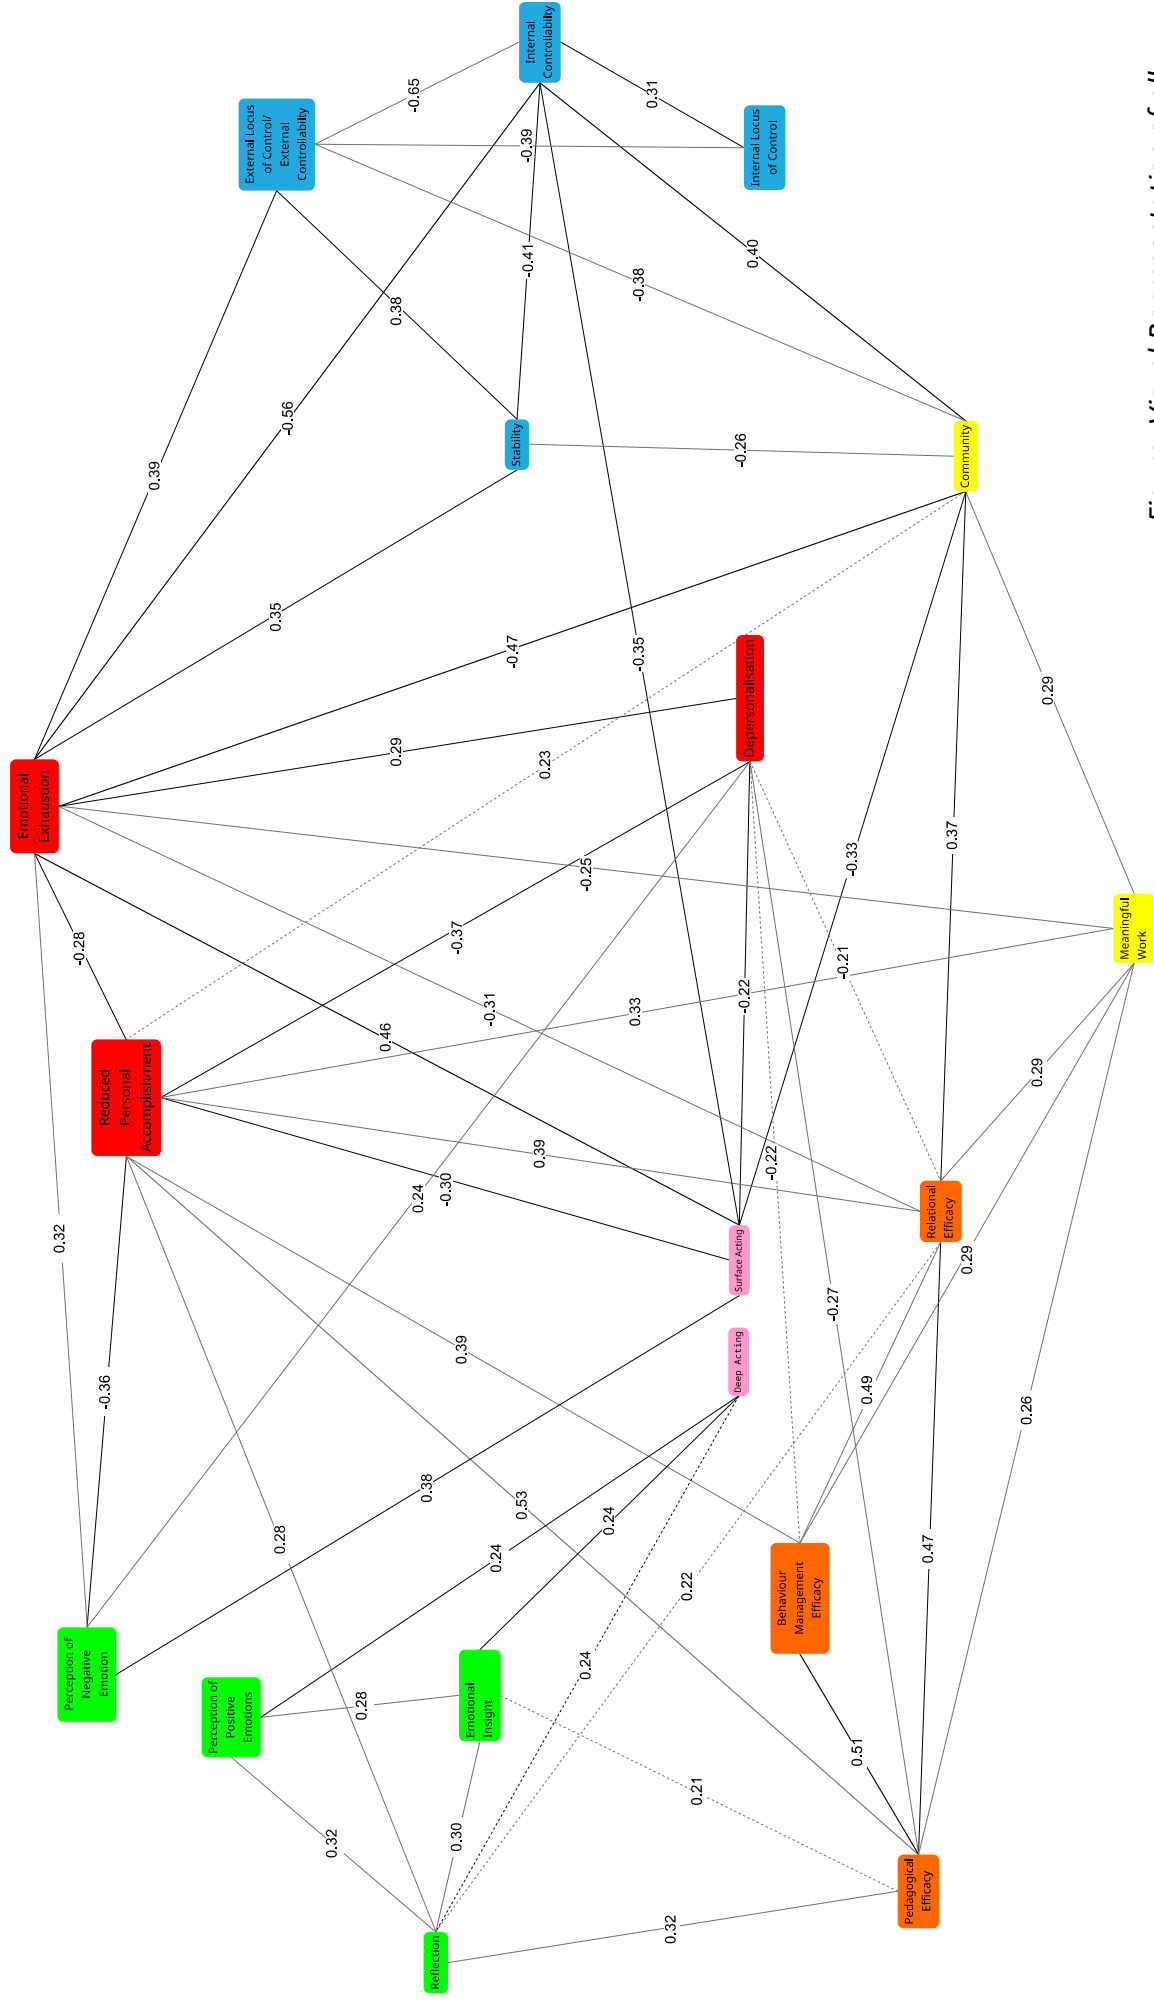 Emotional
Exhaustion
0.32
Perception of
Negative
Emotion
-0.28
-0.36
Reduced
Personal
Accomplishment
0.39
Perception of
Positive
Emotions
External Locus
of Control/
External
Controllabilty
0.28
0.35
-0.56
0.32
0.28
0.46
0.29
0.38
-0.65
0.24
0.38
Reflection
0.30
-0.30
-0.37
0.39
Emotional
Insight
-0.31
0.24
-0.47
Stability
0.53
0.39
0.23
-0.41
-0.39
Internal
Controllabilty
0.24
-0.25
0.24
0.33
-0.35
-0.38
0.31
0.32
0.22
0.21
Deep Acting
Surface Acting
-0.22
Depersonalisation
-0.26
0.40
Internal Locus
of Control
-0.22
Behaviour
Management
Efficacy
-0.27
-0.21
0.51
0.49
-0.33
Pedagogical
Efficacy
0.47
Relational
Efficacy
0.37
Community
0.29
0.26
0.29
0.29
Meaningful
Work